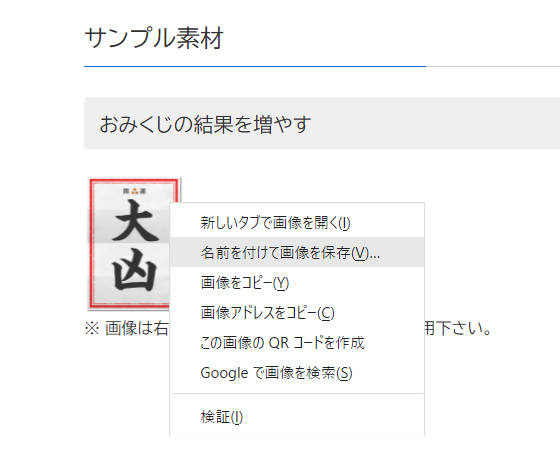 サンプル素材
おみくじの結果を増やす
大
凶
新しいタブで画像を開く(I)
名前を付けて画像を保存(V)...
画像をコピー(Y)
画像アドレスをコピー(C)
※ 画像は右
この画像の QR コードを作成
用下さい。
Google で画像を検索(S)
検証(I)